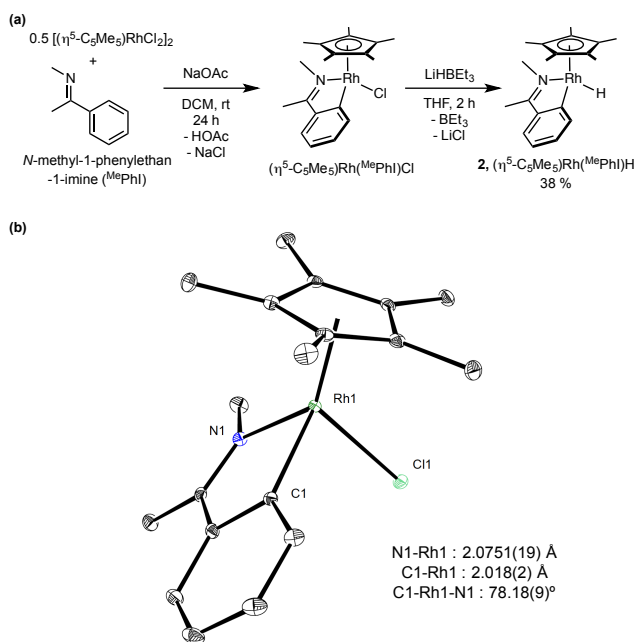 (a)
0.5 [(η⁵-C₅Me₅)RhCl₂]₂
+
N
N-methyl-1-phenylethan
-1-imine (ᴹᵉPhI)
NaOAc
DCM, rt
24 h
- HOAc
- NaCl
N
Rh
Cl
(η⁵-C₅Me₅)Rh(ᴹᵉPhI)Cl
LiHBEt₃
THF, 2 h
- BEt₃
- LiCl
N
Rh
H
2, (η⁵-C₅Me₅)Rh(ᴹᵉPhI)H
38 %
(b)
Rh1
N1
Cl1
C1
N1-Rh1 : 2.0751(19) Å
C1-Rh1 : 2.018(2) Å
C1-Rh1-N1 : 78.18(9)º